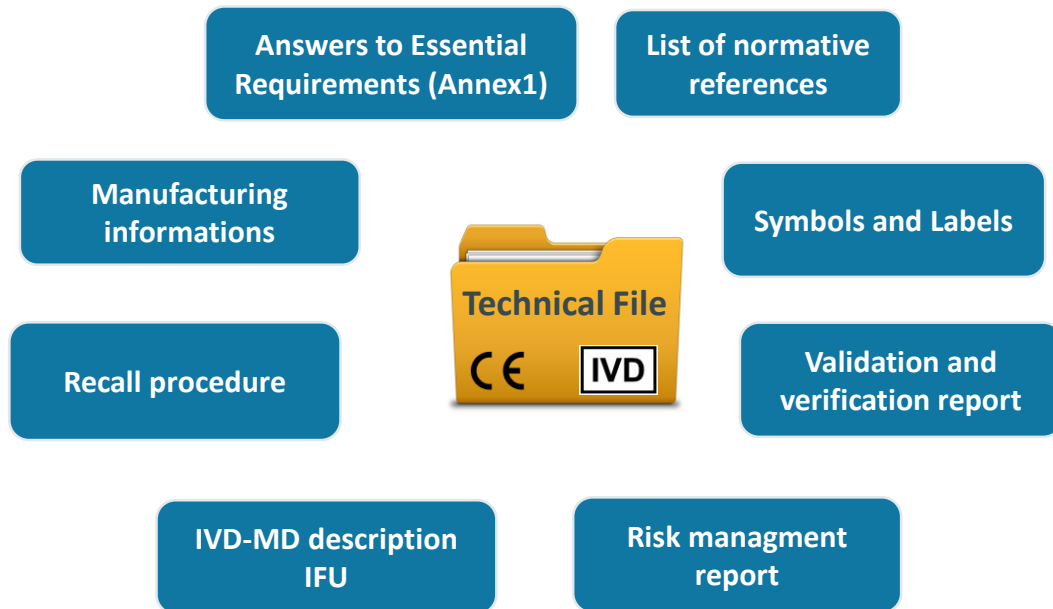 Answers to Essential
Requirements (Annex1)
List of normative
references
Manufacturing
informations
Symbols and Labels
Technical File
CE
IVD
Recall procedure
Validation and
verification report
IVD-MD description
IFU
Risk managment
report